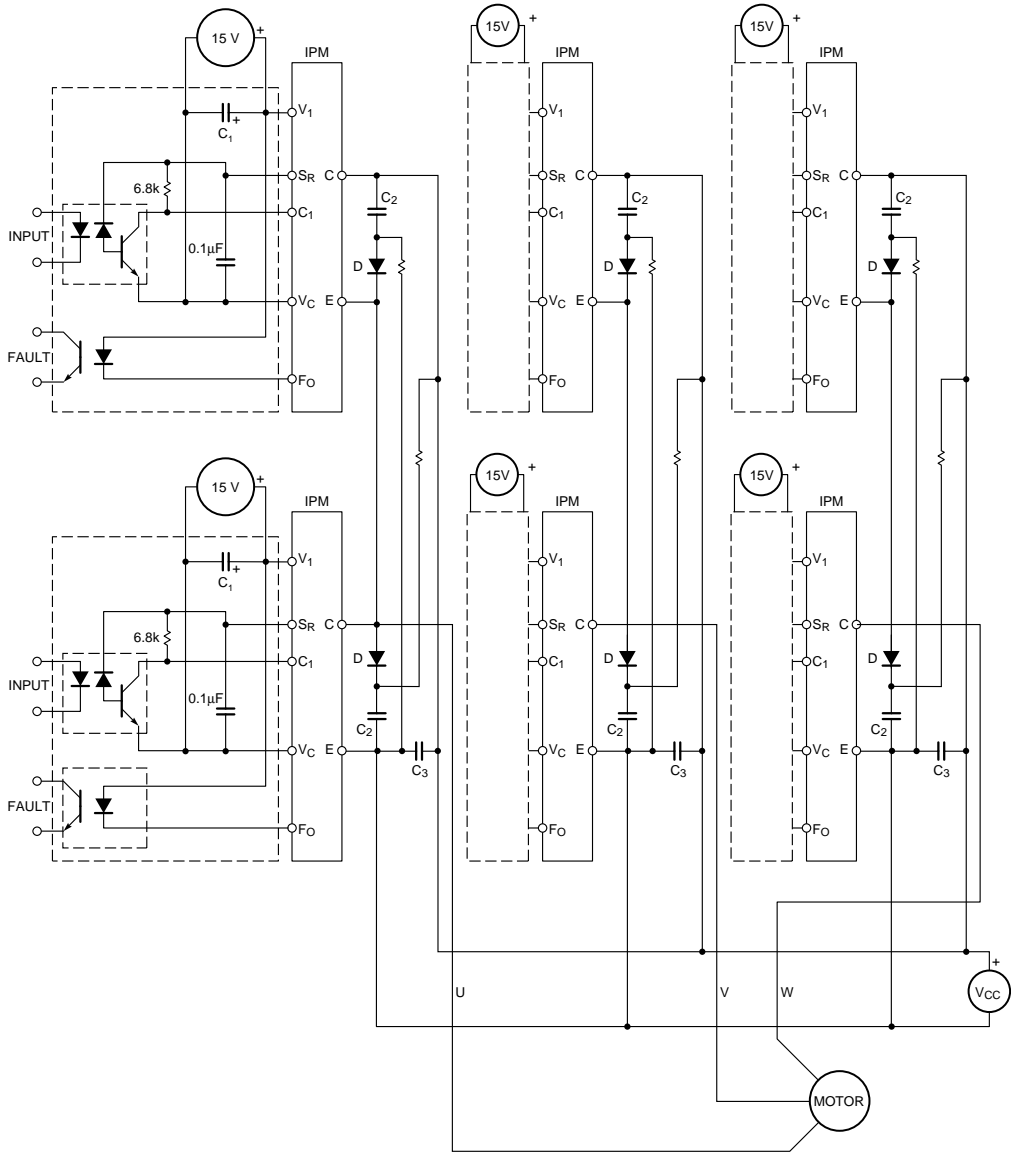 15 V + 15V + 15V +
IPM IPM IPM
V1 V1 V1
C1 +
SR C SR C SR C
6.8k C2 C2 C2
C1 C1 C1
INPUT
0.1µF D D D
VC E VC E VC E
FAULT
FO FO FO
15 V + 15V + 15V +
IPM IPM IPM
V1 V1 V1
C1 +
SR C SR C SR C
6.8k
C1 D C1 D C1 D
INPUT
0.1µF
C2 C2 C2
VC E VC E VC E
C3 C3 C3
FAULT
FO FO FO
+
U V W VCC
MOTOR